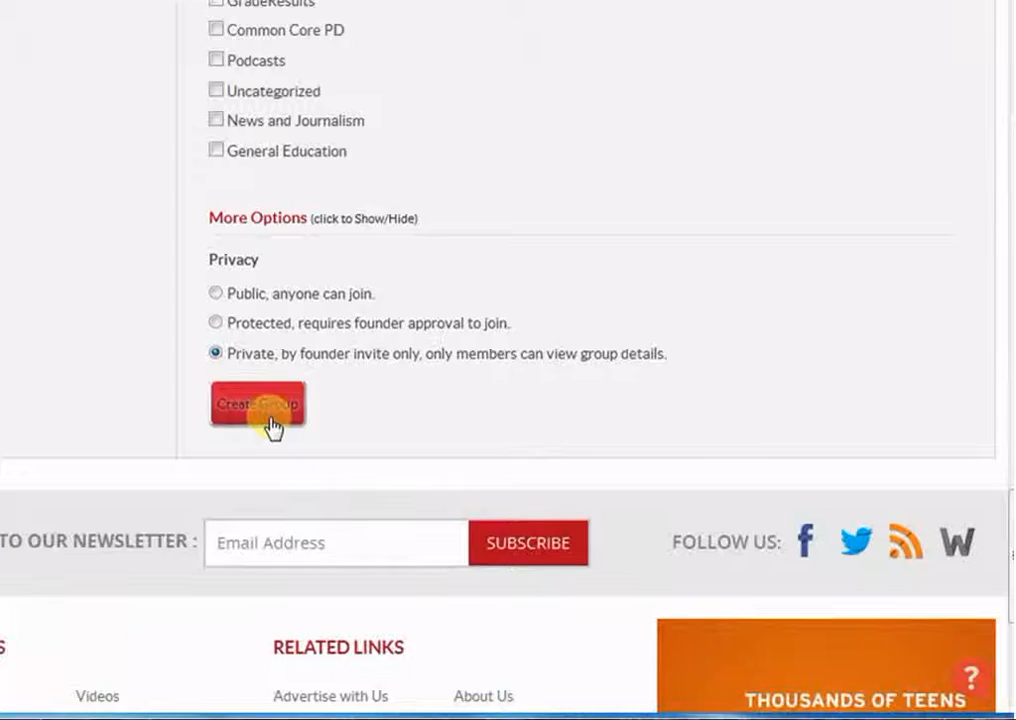 GradeResults
Common Core PD
Podcasts
Uncategorized
News and Journalism
General Education
More Options (click to Show/Hide)
Privacy
Public, anyone can join.
Protected, requires founder approval to join.
Private, by founder invite only, only members can view group details.
Create Group
TO OUR NEWSLETTER : Email Address SUBSCRIBE FOLLOW US: f W
S RELATED LINKS
Videos Advertise with Us About Us
THOUSANDS OF TEENS
?